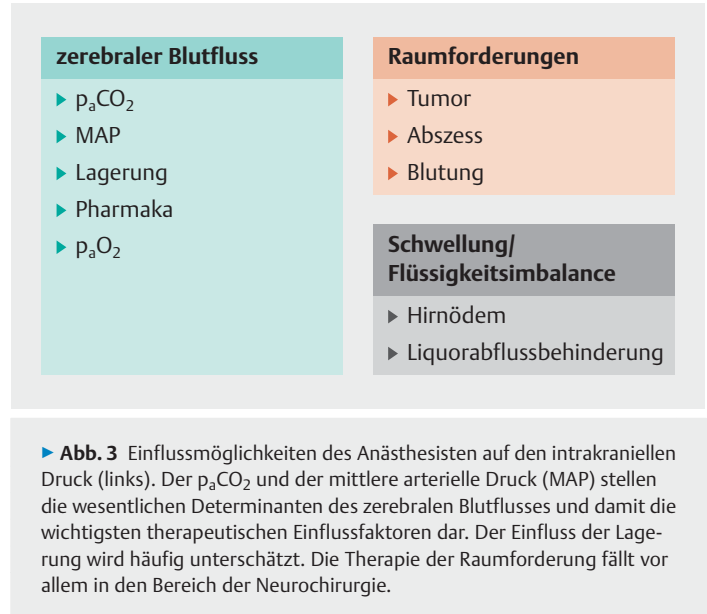 zerebraler Blutfluss
▶ pₐCO₂
▶ MAP
▶ Lagerung
▶ Pharmaka
▶ pₐO₂
Raumforderungen
▶ Tumor
▶ Abszess
▶ Blutung
Schwellung/
Flüssigkeitsimbalance
▶ Hirnödem
▶ Liquorabflussbehinderung
▶ Abb. 3 Einflussmöglichkeiten des Anästhesisten auf den intrakraniellen
Druck (links). Der pₐCO₂ und der mittlere arterielle Druck (MAP) stellen
die wesentlichen Determinanten des zerebralen Blutflusses und damit die
wichtigsten therapeutischen Einflussfaktoren dar. Der Einfluss der Lage-
rung wird häufig unterschätzt. Die Therapie der Raumforderung fällt vor
allem in den Bereich der Neurochirurgie.